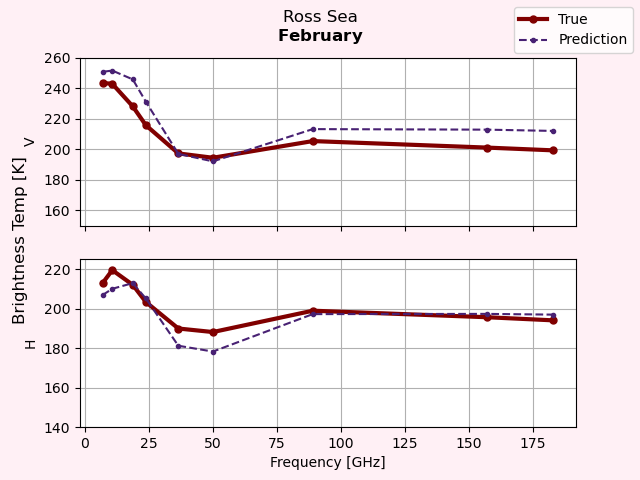 Ross Sea
February
True
Prediction
Brightness Temp [K]
V
260
240
220
200
180
160
H
220
200
180
160
140
0 25 50 75 100 125 150 175
Frequency [GHz]